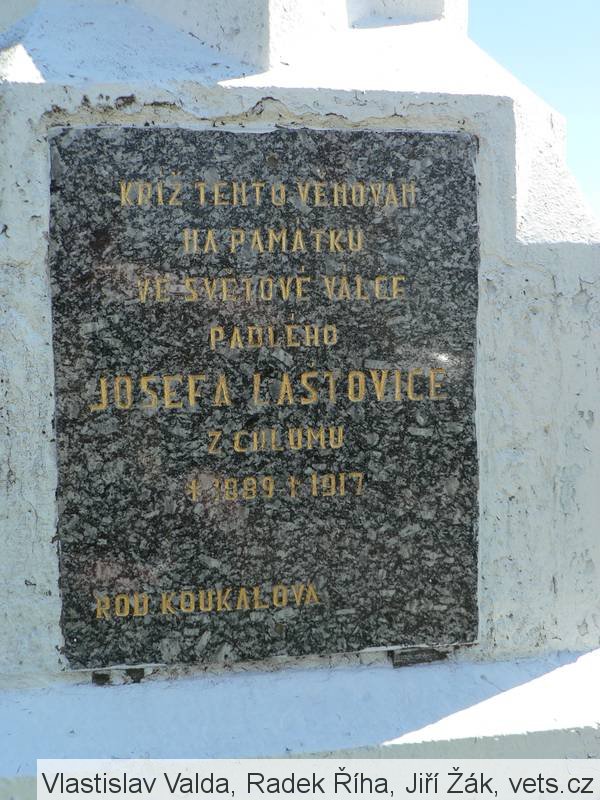 KŘÍŽ TENTO VĚNOVÁN
NA PAMÁTKU
VE SVĚTOVÉ VÁLCE
PADLÉHO
JOSEFA LAŠTOVICE
Z CHLUMU
✶ 1889 † 1917
ROD KOUKALOVA
Vlastislav Valda, Radek Říha, Jiří Žák, vets.cz